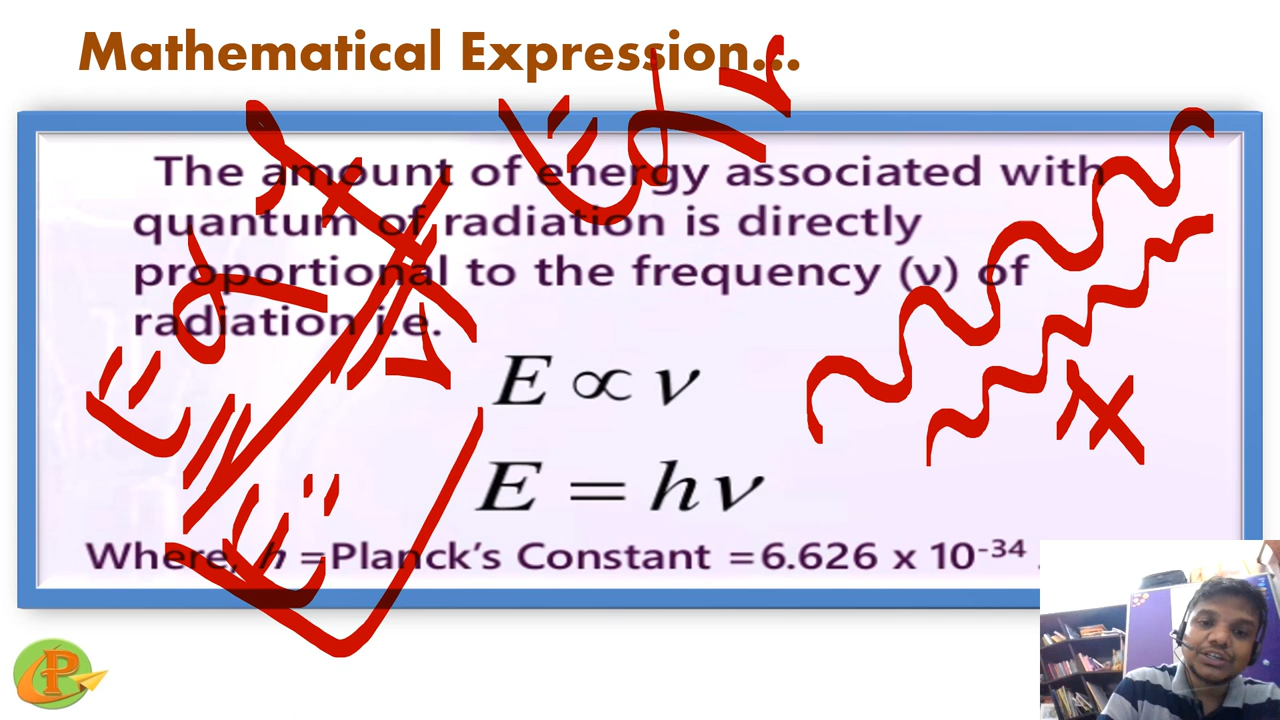 Mathematical Expression...
The amount of energy associated with
quantum of radiation is directly
proportional to the frequency (ν) of
radiation i.e.
E ∝ ν
E = hν
Where, h =Planck's Constant =6.626 x 10⁻³⁴
E ∝
E